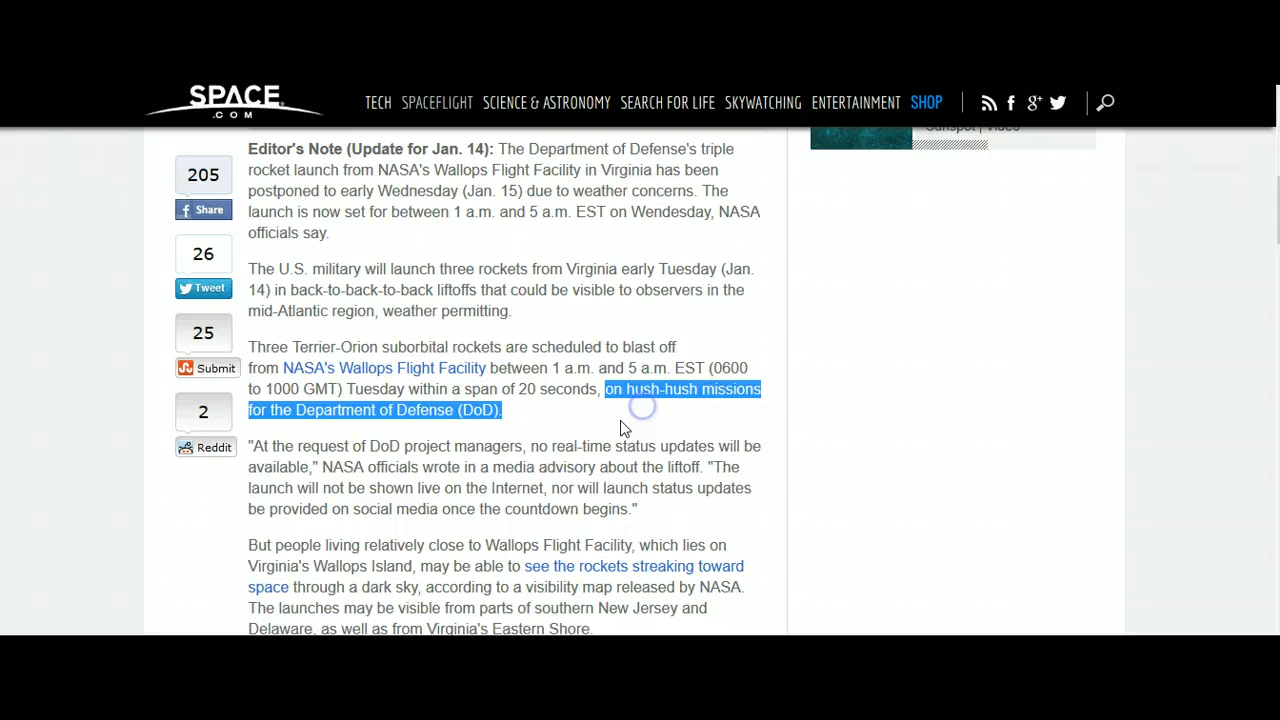 SPACE
.COM
TECH SPACEFLIGHT SCIENCE & ASTRONOMY SEARCH FOR LIFE SKYWATCHING ENTERTAINMENT SHOP
Sunspot | Video
205
Share
26
Tweet
25
Submit
2
Reddit
Editor's Note (Update for Jan. 14): The Department of Defense's triple
rocket launch from NASA's Wallops Flight Facility in Virginia has been
postponed to early Wednesday (Jan. 15) due to weather concerns. The
launch is now set for between 1 a.m. and 5 a.m. EST on Wendesday, NASA
officials say.
The U.S. military will launch three rockets from Virginia early Tuesday (Jan.
14) in back-to-back-to-back liftoffs that could be visible to observers in the
mid-Atlantic region, weather permitting.
Three Terrier-Orion suborbital rockets are scheduled to blast off
from NASA's Wallops Flight Facility between 1 a.m. and 5 a.m. EST (0600
to 1000 GMT) Tuesday within a span of 20 seconds, on hush-hush missions
for the Department of Defense (DoD).
"At the request of DoD project managers, no real-time status updates will be
available," NASA officials wrote in a media advisory about the liftoff. "The
launch will not be shown live on the Internet, nor will launch status updates
be provided on social media once the countdown begins."
But people living relatively close to Wallops Flight Facility, which lies on
Virginia's Wallops Island, may be able to see the rockets streaking toward
space through a dark sky, according to a visibility map released by NASA.
The launches may be visible from parts of southern New Jersey and
Delaware, as well as from Virginia's Eastern Shore.